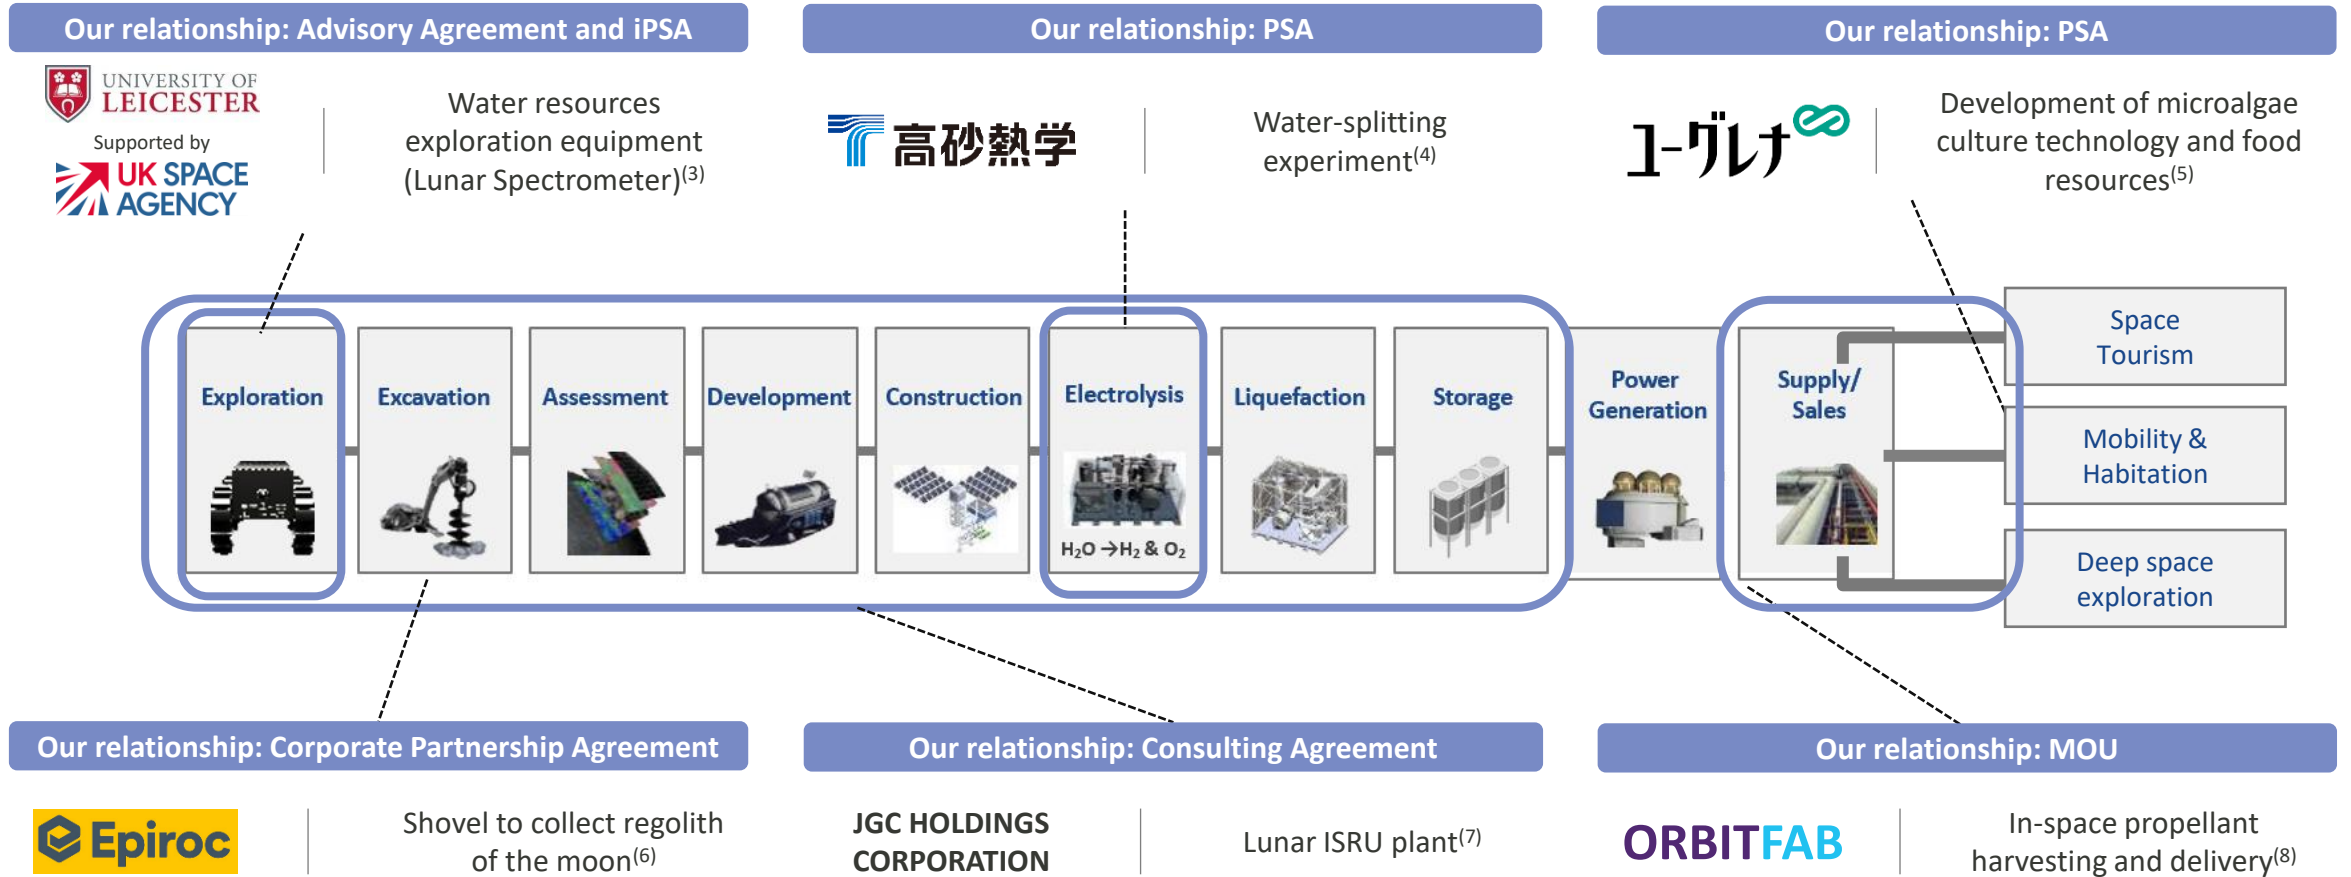 Our relationship: Advisory Agreement and iPSA
UNIVERSITY OF
LEICESTER
Supported by
UK SPACE
AGENCY
Water resources
exploration equipment
(Lunar Spectrometer)(3)
Our relationship: PSA
高砂熱学
Water-splitting
experiment(4)
Our relationship: PSA
ユーグレナ
Development of microalgae
culture technology and food
resources(5)
Exploration
Excavation
Assessment
Development
Construction
Electrolysis
H₂O →H₂ & O₂
Liquefaction
Storage
Power
Generation
Supply/
Sales
Space
Tourism
Mobility &
Habitation
Deep space
exploration
Our relationship: Corporate Partnership Agreement
Epiroc
Shovel to collect regolith
of the moon(6)
Our relationship: Consulting Agreement
JGC HOLDINGS
CORPORATION
Lunar ISRU plant(7)
Our relationship: MOU
ORBITFAB
In-space propellant
harvesting and delivery(8)